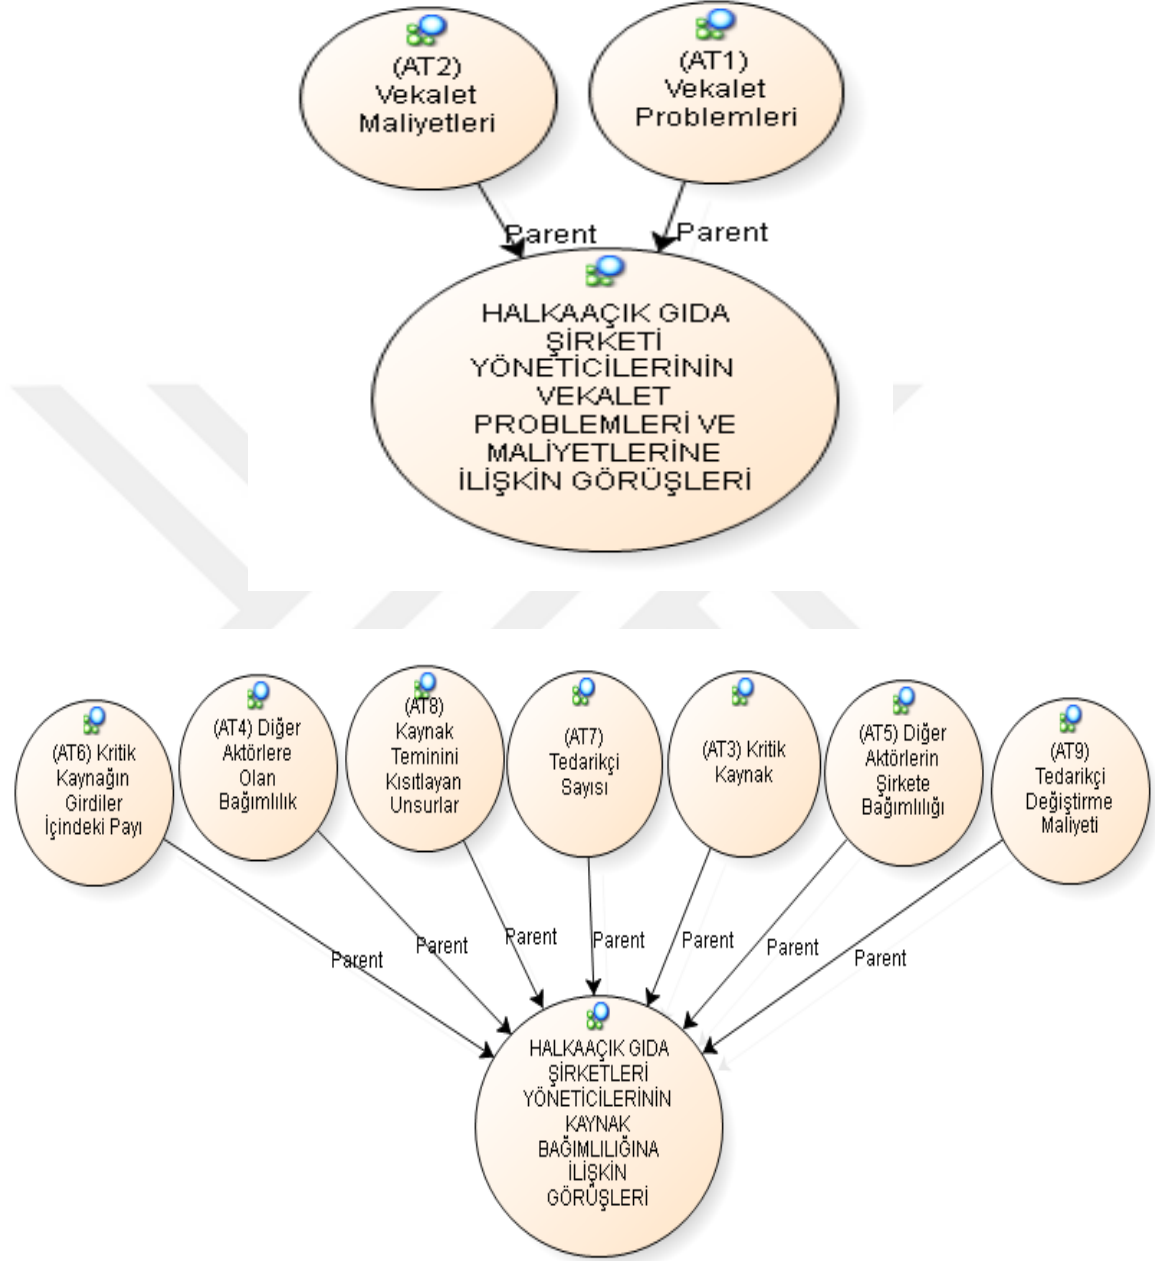 (AT2)
Vekalet
Maliyetleri
(AT1)
Vekalet
Problemleri
Parent
Parent
HALKAAÇIK GIDA
ŞİRKETİ
YÖNETİCİLERİNİN
VEKALET
PROBLEMLERİ VE
MALİYETLERİNE
İLİŞKİN GÖRÜŞLERİ
(AT6) Kritik
Kaynağın
Girdiler
İçindeki Payı
(AT4) Diğer
Aktörlere
Olan
Bağımlılık
(AT8)
Kaynak
Teminini
Kısıtlayan
Unsurlar
(AT7)
Tedarikçi
Sayısı
(AT3) Kritik
Kaynak
(AT5) Diğer
Aktörlerin
Şirkete
Bağımlılığı
(AT9)
Tedarikçi
Değiştirme
Maliyeti
Parent
Parent
Parent
Parent
Parent
Parent
Parent
HALKAAÇIK GIDA
ŞİRKETLERİ
YÖNETİCİLERİNİN
KAYNAK
BAĞIMLILIĞINA
İLİŞKİN
GÖRÜŞLERİ